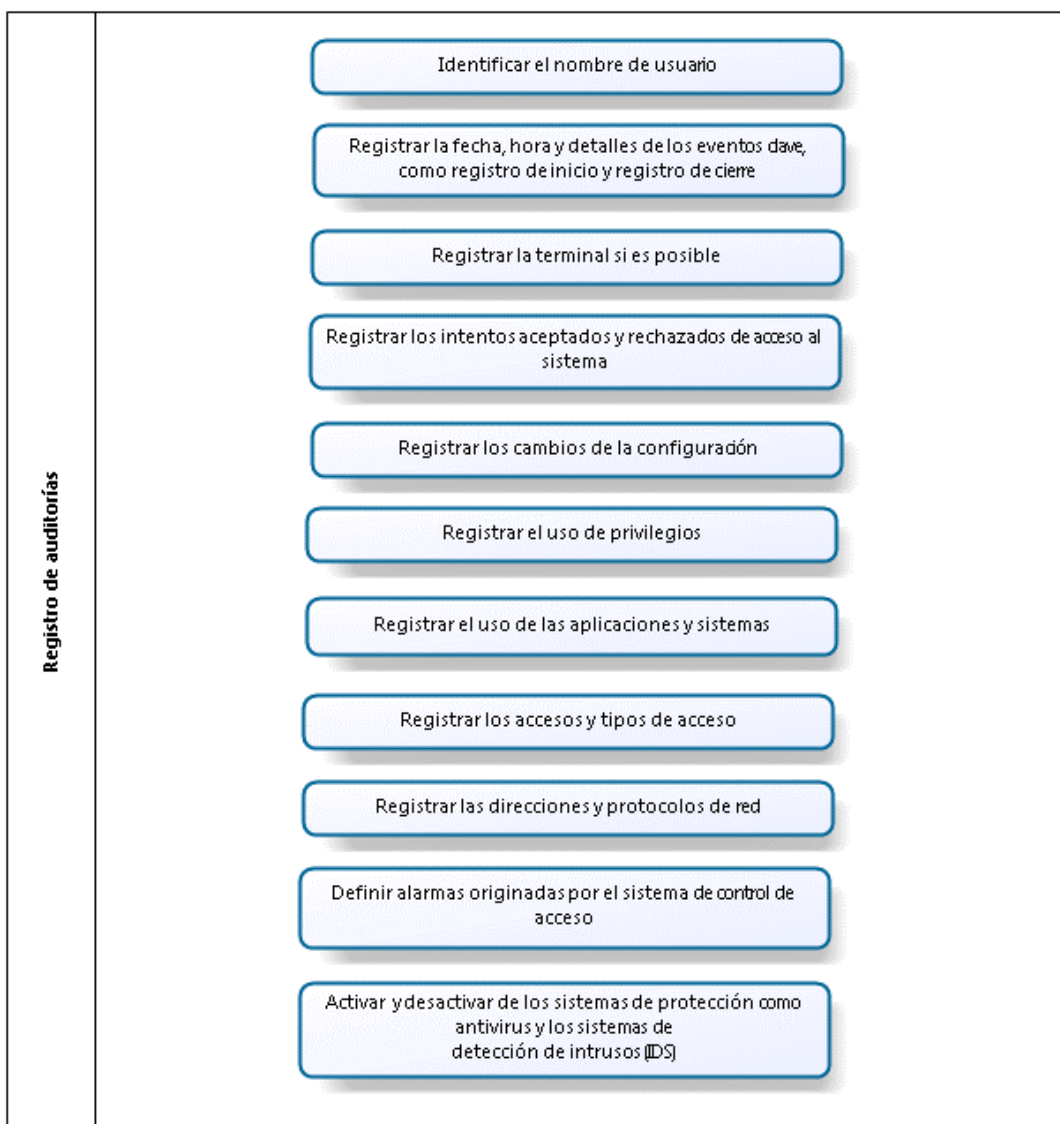 Registro de auditorías
Identificar el nombre de usuario
Registrar la fecha, hora y detalles de los eventos clave,
como registro de inicio y registro de cierre
Registrar la terminal si es posible
Registrar los intentos aceptados y rechazados de acceso al
sistema
Registrar los cambios de la configuración
Registrar el uso de privilegios
Registrar el uso de las aplicaciones y sistemas
Registrar los accesos y tipos de acceso
Registrar las direcciones y protocolos de red
Definir alarmas originadas por el sistema de control de
acceso
Activar y desactivar de los sistemas de protección como
antivirus y los sistemas de
detección de intrusos (IDS)